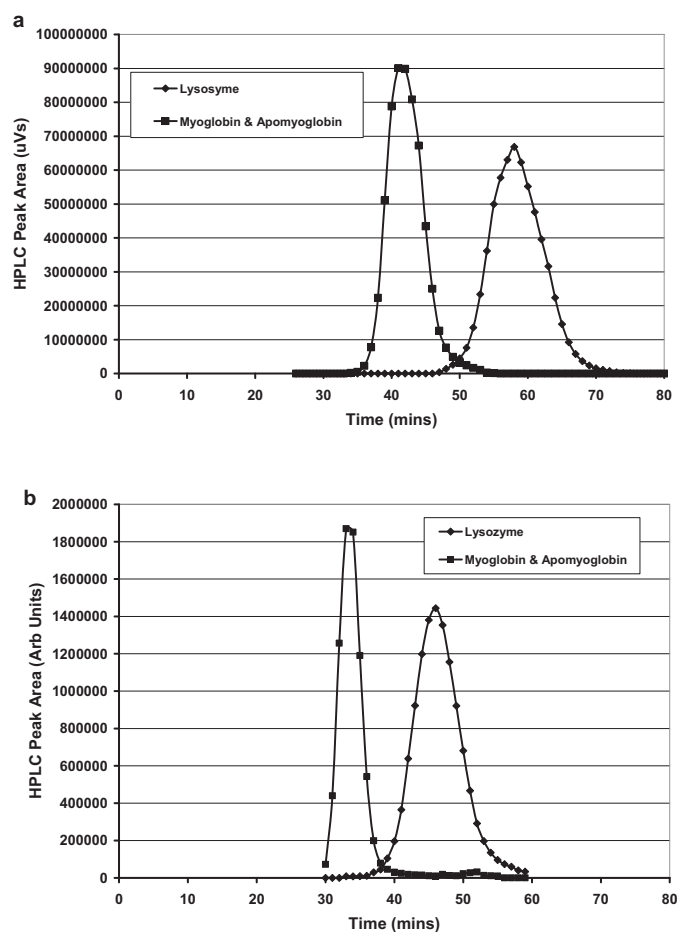 a
HPLC Peak Area (uVs)
100000000
90000000
80000000
70000000
60000000
50000000
40000000
30000000
20000000
10000000
0
Lysosyme
Myoglobin & Apomyoglobin
0 10 20 30 40 50 60 70 80
Time (mins)
b
HPLC Peak Area (Arb Units)
2000000
1800000
1600000
1400000
1200000
1000000
800000
600000
400000
200000
0
Lysozyme
Myoglobin & Apomyoglobin
0 10 20 30 40 50 60 70 80
Time (mins)